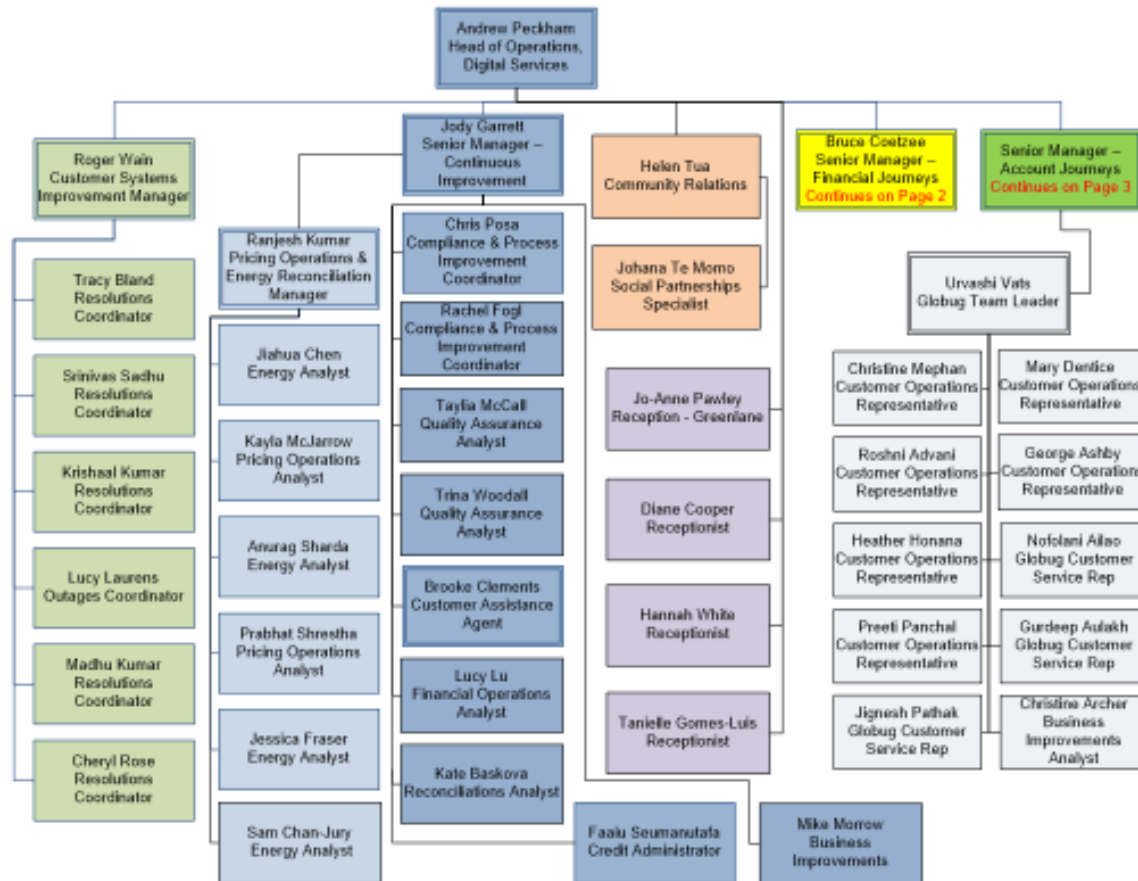 Andrew Peckham
Head of Operations,
Digital Services
Roger Wain
Customer Systems
Improvement Manager
Jody Garrett
Senior Manager –
Continuous
Improvement
Helen Tua
Community Relations
Bruce Coetzee
Senior Manager –
Financial Journeys
Continues on Page 2
Senior Manager –
Account Journeys
Continues on Page 3
Tracy Bland
Resolutions
Coordinator
Srinivas Sadhu
Resolutions
Coordinator
Krishaal Kumar
Resolutions
Coordinator
Lucy Laurens
Outages Coordinator
Madhu Kumar
Resolutions
Coordinator
Cheryl Rose
Resolutions
Coordinator
Ranjesh Kumar
Pricing Operations &
Energy Reconciliation
Manager
Jiahua Chen
Energy Analyst
Kayla McJarrow
Pricing Operations
Analyst
Anurag Sharda
Energy Analyst
Prabhat Shrestha
Pricing Operations
Analyst
Jessica Fraser
Energy Analyst
Sam Chan-Jury
Energy Analyst
Chris Posa
Compliance & Process
Improvement
Coordinator
Rachel Fogl
Compliance & Process
Improvement
Coordinator
Taylia McCall
Quality Assurance
Analyst
Trina Woodall
Quality Assurance
Analyst
Brooke Clements
Customer Assistance
Agent
Lucy Lu
Financial Operations
Analyst
Kate Baskova
Reconciliations Analyst
Faalu Seumanutafa
Credit Administrator
Mike Morrow
Business
Improvements
Johana Te Momo
Social Partnerships
Specialist
Jo-Anne Pawley
Reception - Greenlane
Diane Cooper
Receptionist
Hannah White
Receptionist
Tanielle Gomes-Luis
Receptionist
Urvashi Vats
Globug Team Leader
Christine Mephan
Customer Operations
Representative
Mary Dentice
Customer Operations
Representative
Roshni Advani
Customer Operations
Representative
George Ashby
Customer Operations
Representative
Heather Honana
Customer Operations
Representative
Nofolani Ailao
Globug Customer
Service Rep
Preeti Panchal
Customer Operations
Representative
Gurdeep Aulakh
Globug Customer
Service Rep
Jignesh Pathak
Globug Customer
Service Rep
Christine Archer
Business
Improvements
Analyst